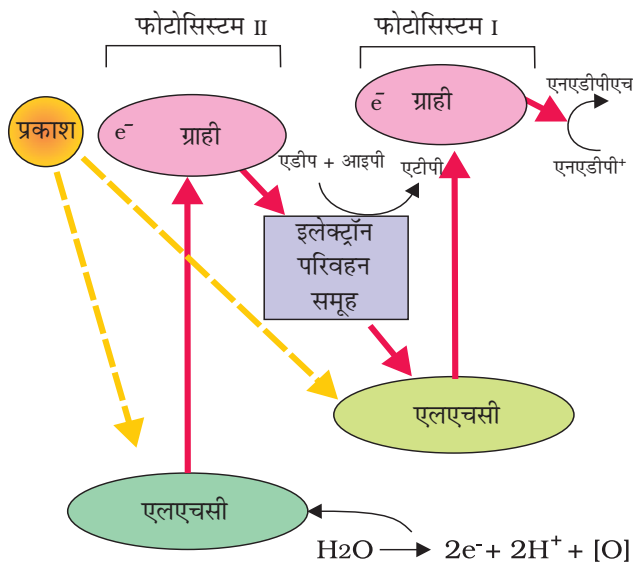 फोटोसिस्टम II
फोटोसिस्टम I
प्रकाश
e⁻ ग्राही
e⁻ ग्राही
एनएडीपीएच
एनएडीपी⁺
एडीप + आइपी
एटीपी
इलेक्ट्रॉन
परिवहन
समूह
एलएचसी
एलएचसी
H2O ⟶ 2e⁻ + 2H⁺ + [O]